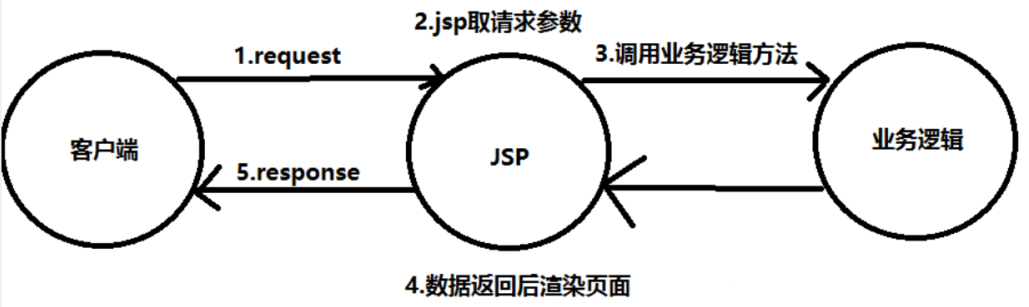 2.jsp取请求参数
1.request
3.调用业务逻辑方法
客户端
JSP
业务逻辑
5.response
4.数据返回后渲染页面